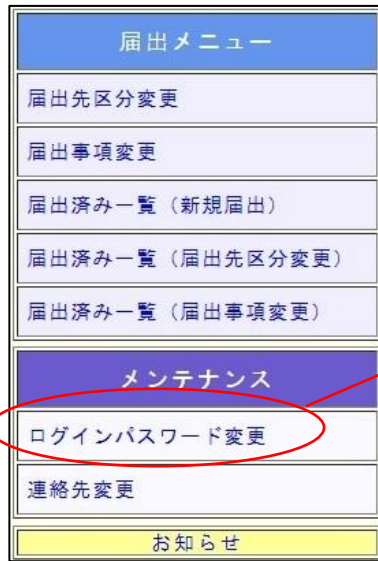 届出メニュー
届出先区分変更
届出事項変更
届出済み一覧（新規届出）
届出済み一覧（届出先区分変更）
届出済み一覧（届出事項変更）
メンテナンス
ログインパスワード変更
連絡先変更
お知らせ